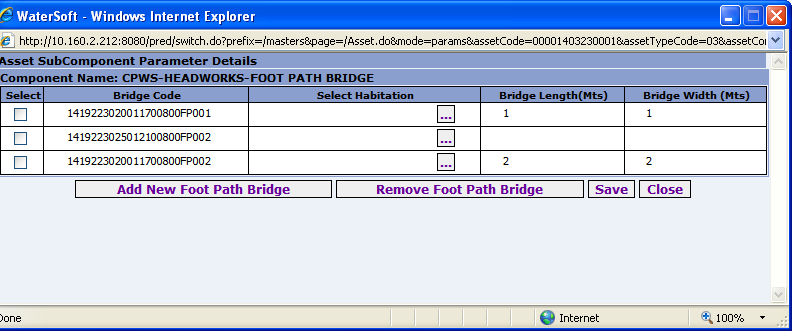 WaterSoft - Windows Internet Explorer
http://10.160.2.212:8080/pred/switch.do?prefix=/masters&page=/Asset.do&mode=params&assetCode=00001403230001&assetTypeCode=03&assetCo
Asset SubComponent Parameter Details
Component Name: CPWS-HEADWORKS-FOOT PATH BRIDGE
Select Bridge Code Select Habitation Bridge Length(Mts) Bridge Width (Mts)
1419223020011700800FP001 ... 1 1
1419223025012100800FP002 ...
1419223020011700800FP002 ... 2 2
Add New Foot Path Bridge Remove Foot Path Bridge Save Close
Done Internet 100%